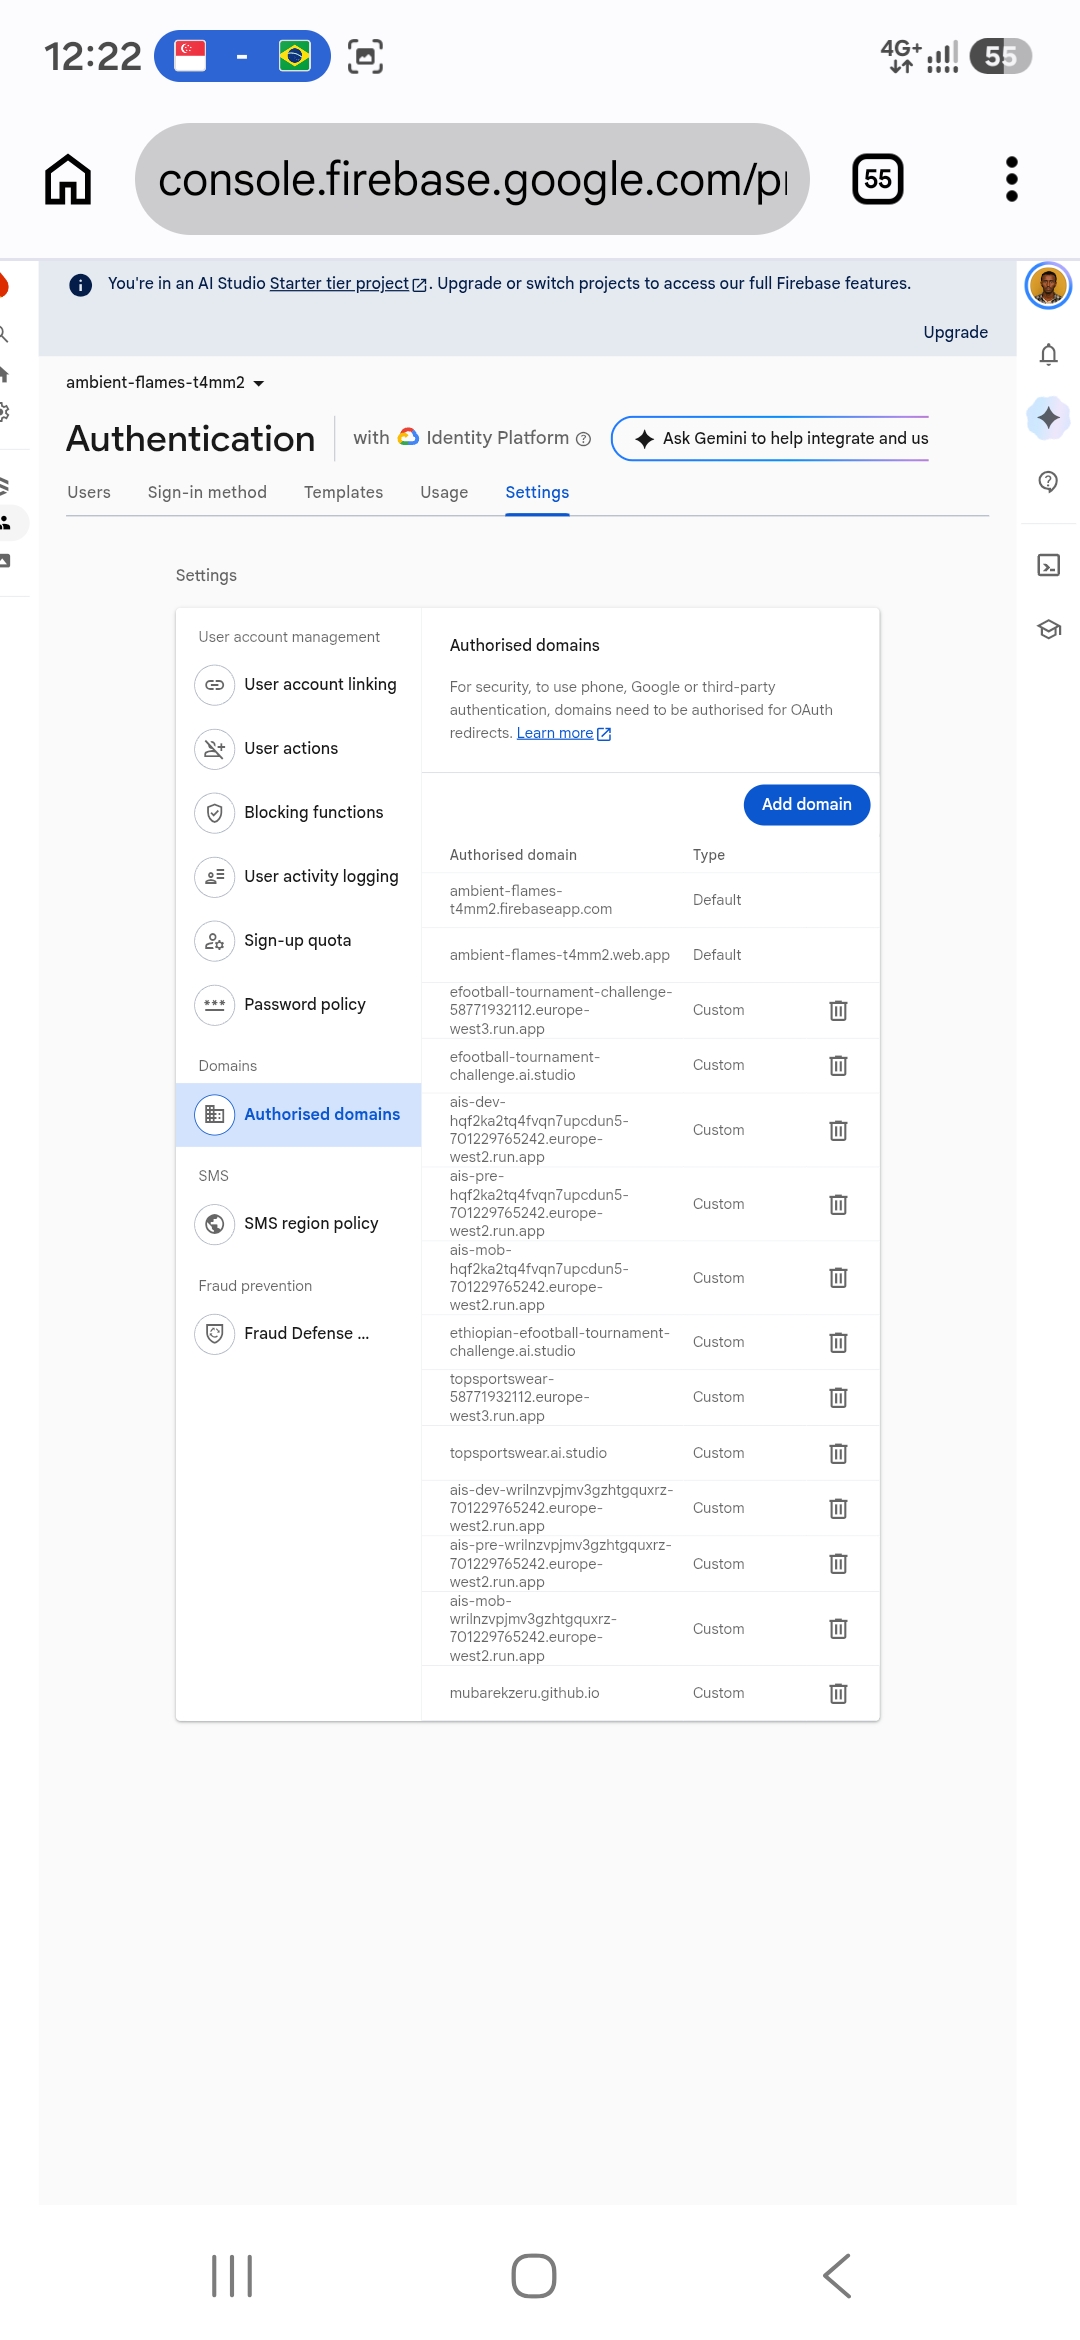 12:22
-
4G+
55
console.firebase.google.com/pr
55
You're in an AI Studio Starter tier project. Upgrade or switch projects to access our full Firebase features.
Upgrade
ambient-flames-t4mm2
Authentication
with Identity Platform
Ask Gemini to help integrate and us
Users
Sign-in method
Templates
Usage
Settings
Settings
User account management
User account linking
User actions
Blocking functions
User activity logging
Sign-up quota
Password policy
Domains
Authorised domains
SMS
SMS region policy
Fraud prevention
Fraud Defense ...
Authorised domains
For security, to use phone, Google or third-party
authentication, domains need to be authorised for OAuth
redirects. Learn more
Add domain
Authorised domain
Type
ambient-flames-
t4mm2.firebaseapp.com
Default
ambient-flames-t4mm2.web.app
Default
efootball-tournament-challenge-
58771932112.europe-
west3.run.app
Custom
efootball-tournament-
challenge.ai.studio
Custom
ais-dev-
hqf2ka2tq4fvqn7upcdun5-
701229765242.europe-
west2.run.app
Custom
ais-pre-
hqf2ka2tq4fvqn7upcdun5-
701229765242.europe-
west2.run.app
Custom
ais-mob-
hqf2ka2tq4fvqn7upcdun5-
701229765242.europe-
west2.run.app
Custom
ethiopian-efootball-tournament-
challenge.ai.studio
Custom
topsportswear-
58771932112.europe-
west3.run.app
Custom
topsportswear.ai.studio
Custom
ais-dev-wrilnzvpjmv3gzhtgquxrz-
701229765242.europe-
west2.run.app
Custom
ais-pre-wrilnzvpjmv3gzhtgquxrz-
701229765242.europe-
west2.run.app
Custom
ais-mob-
wrilnzvpjmv3gzhtgquxrz-
701229765242.europe-
west2.run.app
Custom
mubarekzeru.github.io
Custom